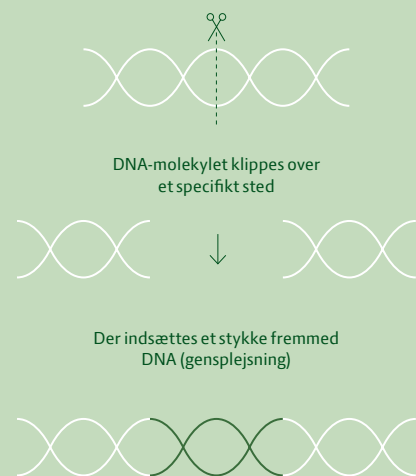 DNA-molekylet klippes over
et specifikt sted
Der indsættes et stykke fremmed
DNA (gensplejsning)